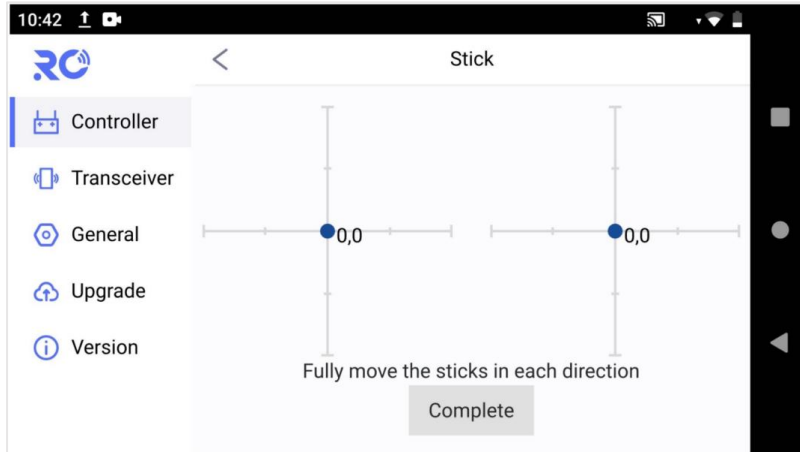 10:42
RC
Stick
Controller
Transceiver
General
Upgrade
Version
0,0
0,0
Fully move the sticks in each direction
Complete